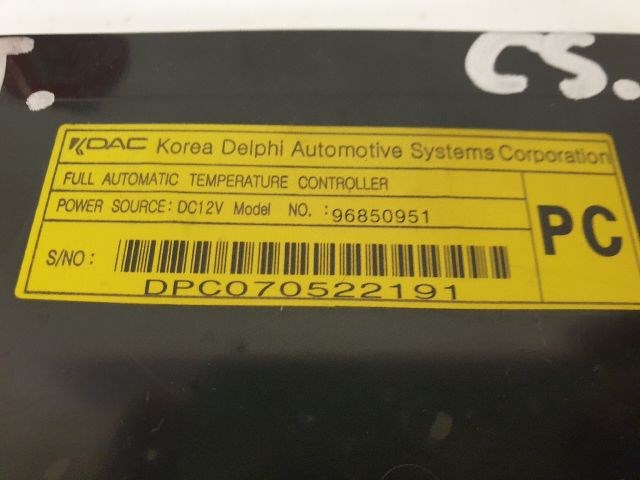 CS.
KDAC Korea Delphi Automotive Systems Corporation
FULL AUTOMATIC TEMPERATURE CONTROLLER
POWER SOURCE: DC12V Model NO. : 96850951
PC
S/NO :
DPC070522191